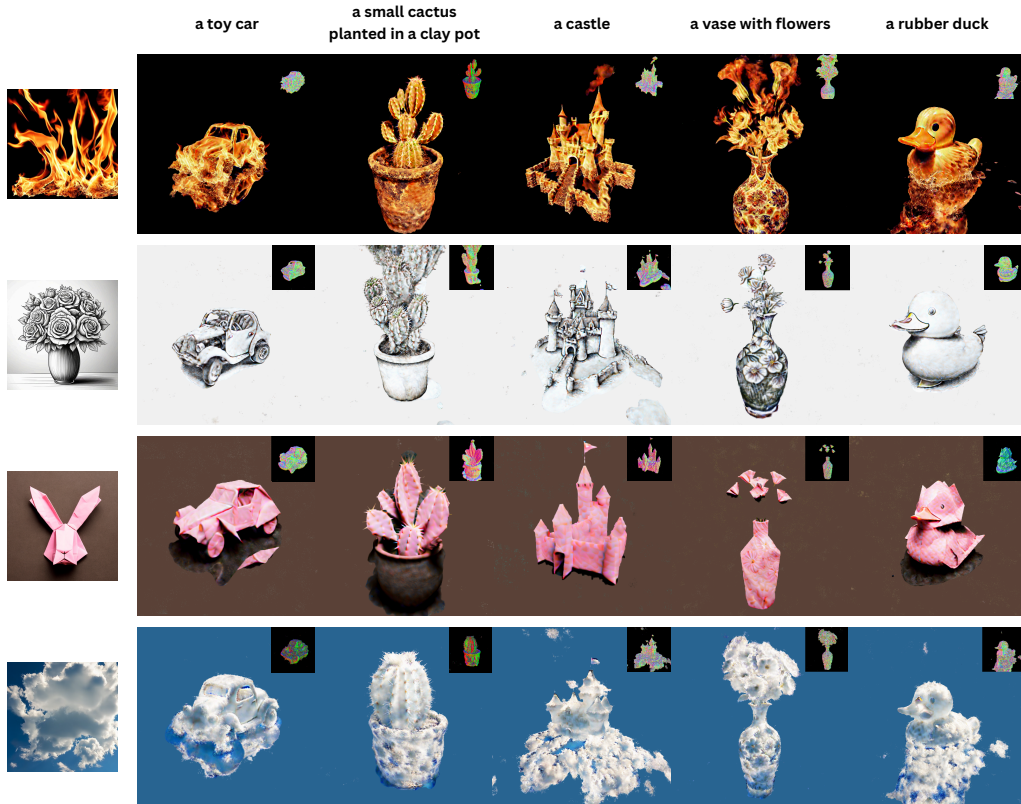 a toy car
a small cactus
planted in a clay pot
a castle
a vase with flowers
a rubber duck